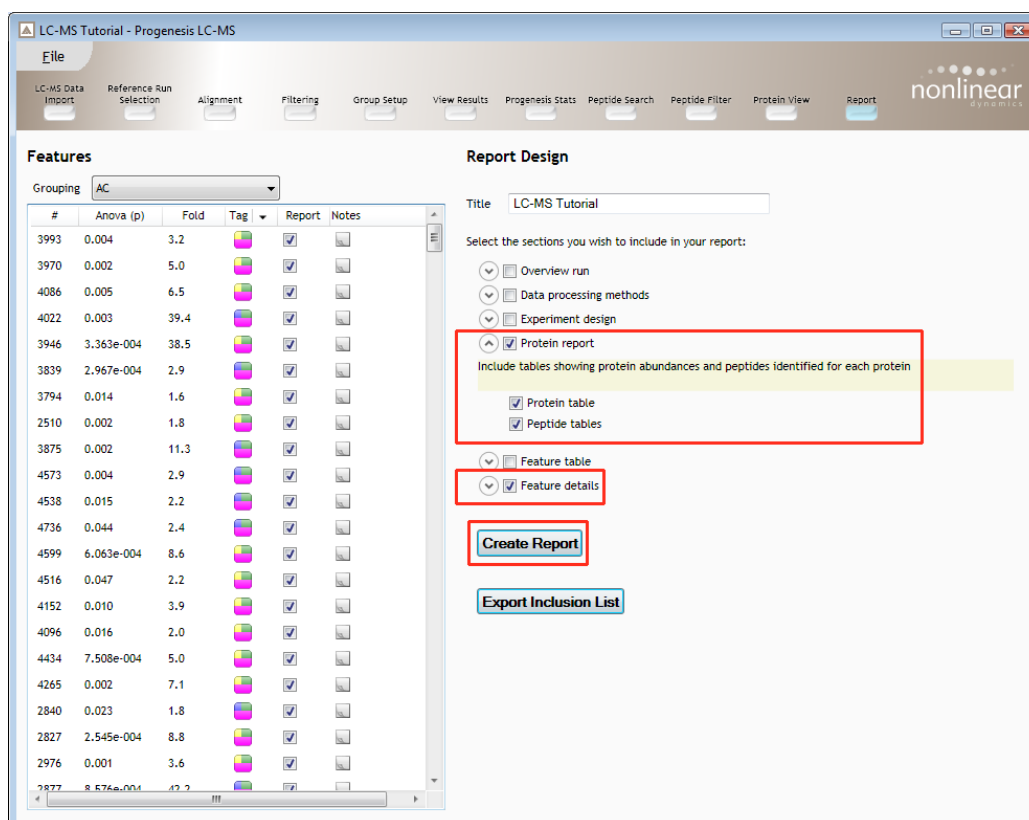 LC-MS Tutorial - Progenesis LC-MS
File
LC-MS Data Import
Reference Run Selection
Alignment
Filtering
Group Setup
View Results
Progenesis Stats
Peptide Search
Peptide Filter
Protein View
Report
nonlinear
dynamics
Features
Grouping AC
# Anova (p) Fold Tag Report Notes
3993 0.004 3.2
3970 0.002 5.0
4086 0.005 6.5
4022 0.003 39.4
3946 3.363e-004 38.5
3839 2.967e-004 2.9
3794 0.014 1.6
2510 0.002 1.8
3875 0.002 11.3
4573 0.004 2.9
4538 0.015 2.2
4736 0.044 2.4
4599 6.063e-004 8.6
4516 0.047 2.2
4152 0.010 3.9
4096 0.016 2.0
4434 7.508e-004 5.0
4265 0.002 7.1
2840 0.023 1.8
2827 2.545e-004 8.8
2976 0.001 3.6
2877 8.576e-004 42.2
Report Design
Title LC-MS Tutorial
Select the sections you wish to include in your report:
Overview run
Data processing methods
Experiment design
Protein report
Include tables showing protein abundances and peptides identified for each protein
Protein table
Peptide tables
Feature table
Feature details
Create Report
Export Inclusion List